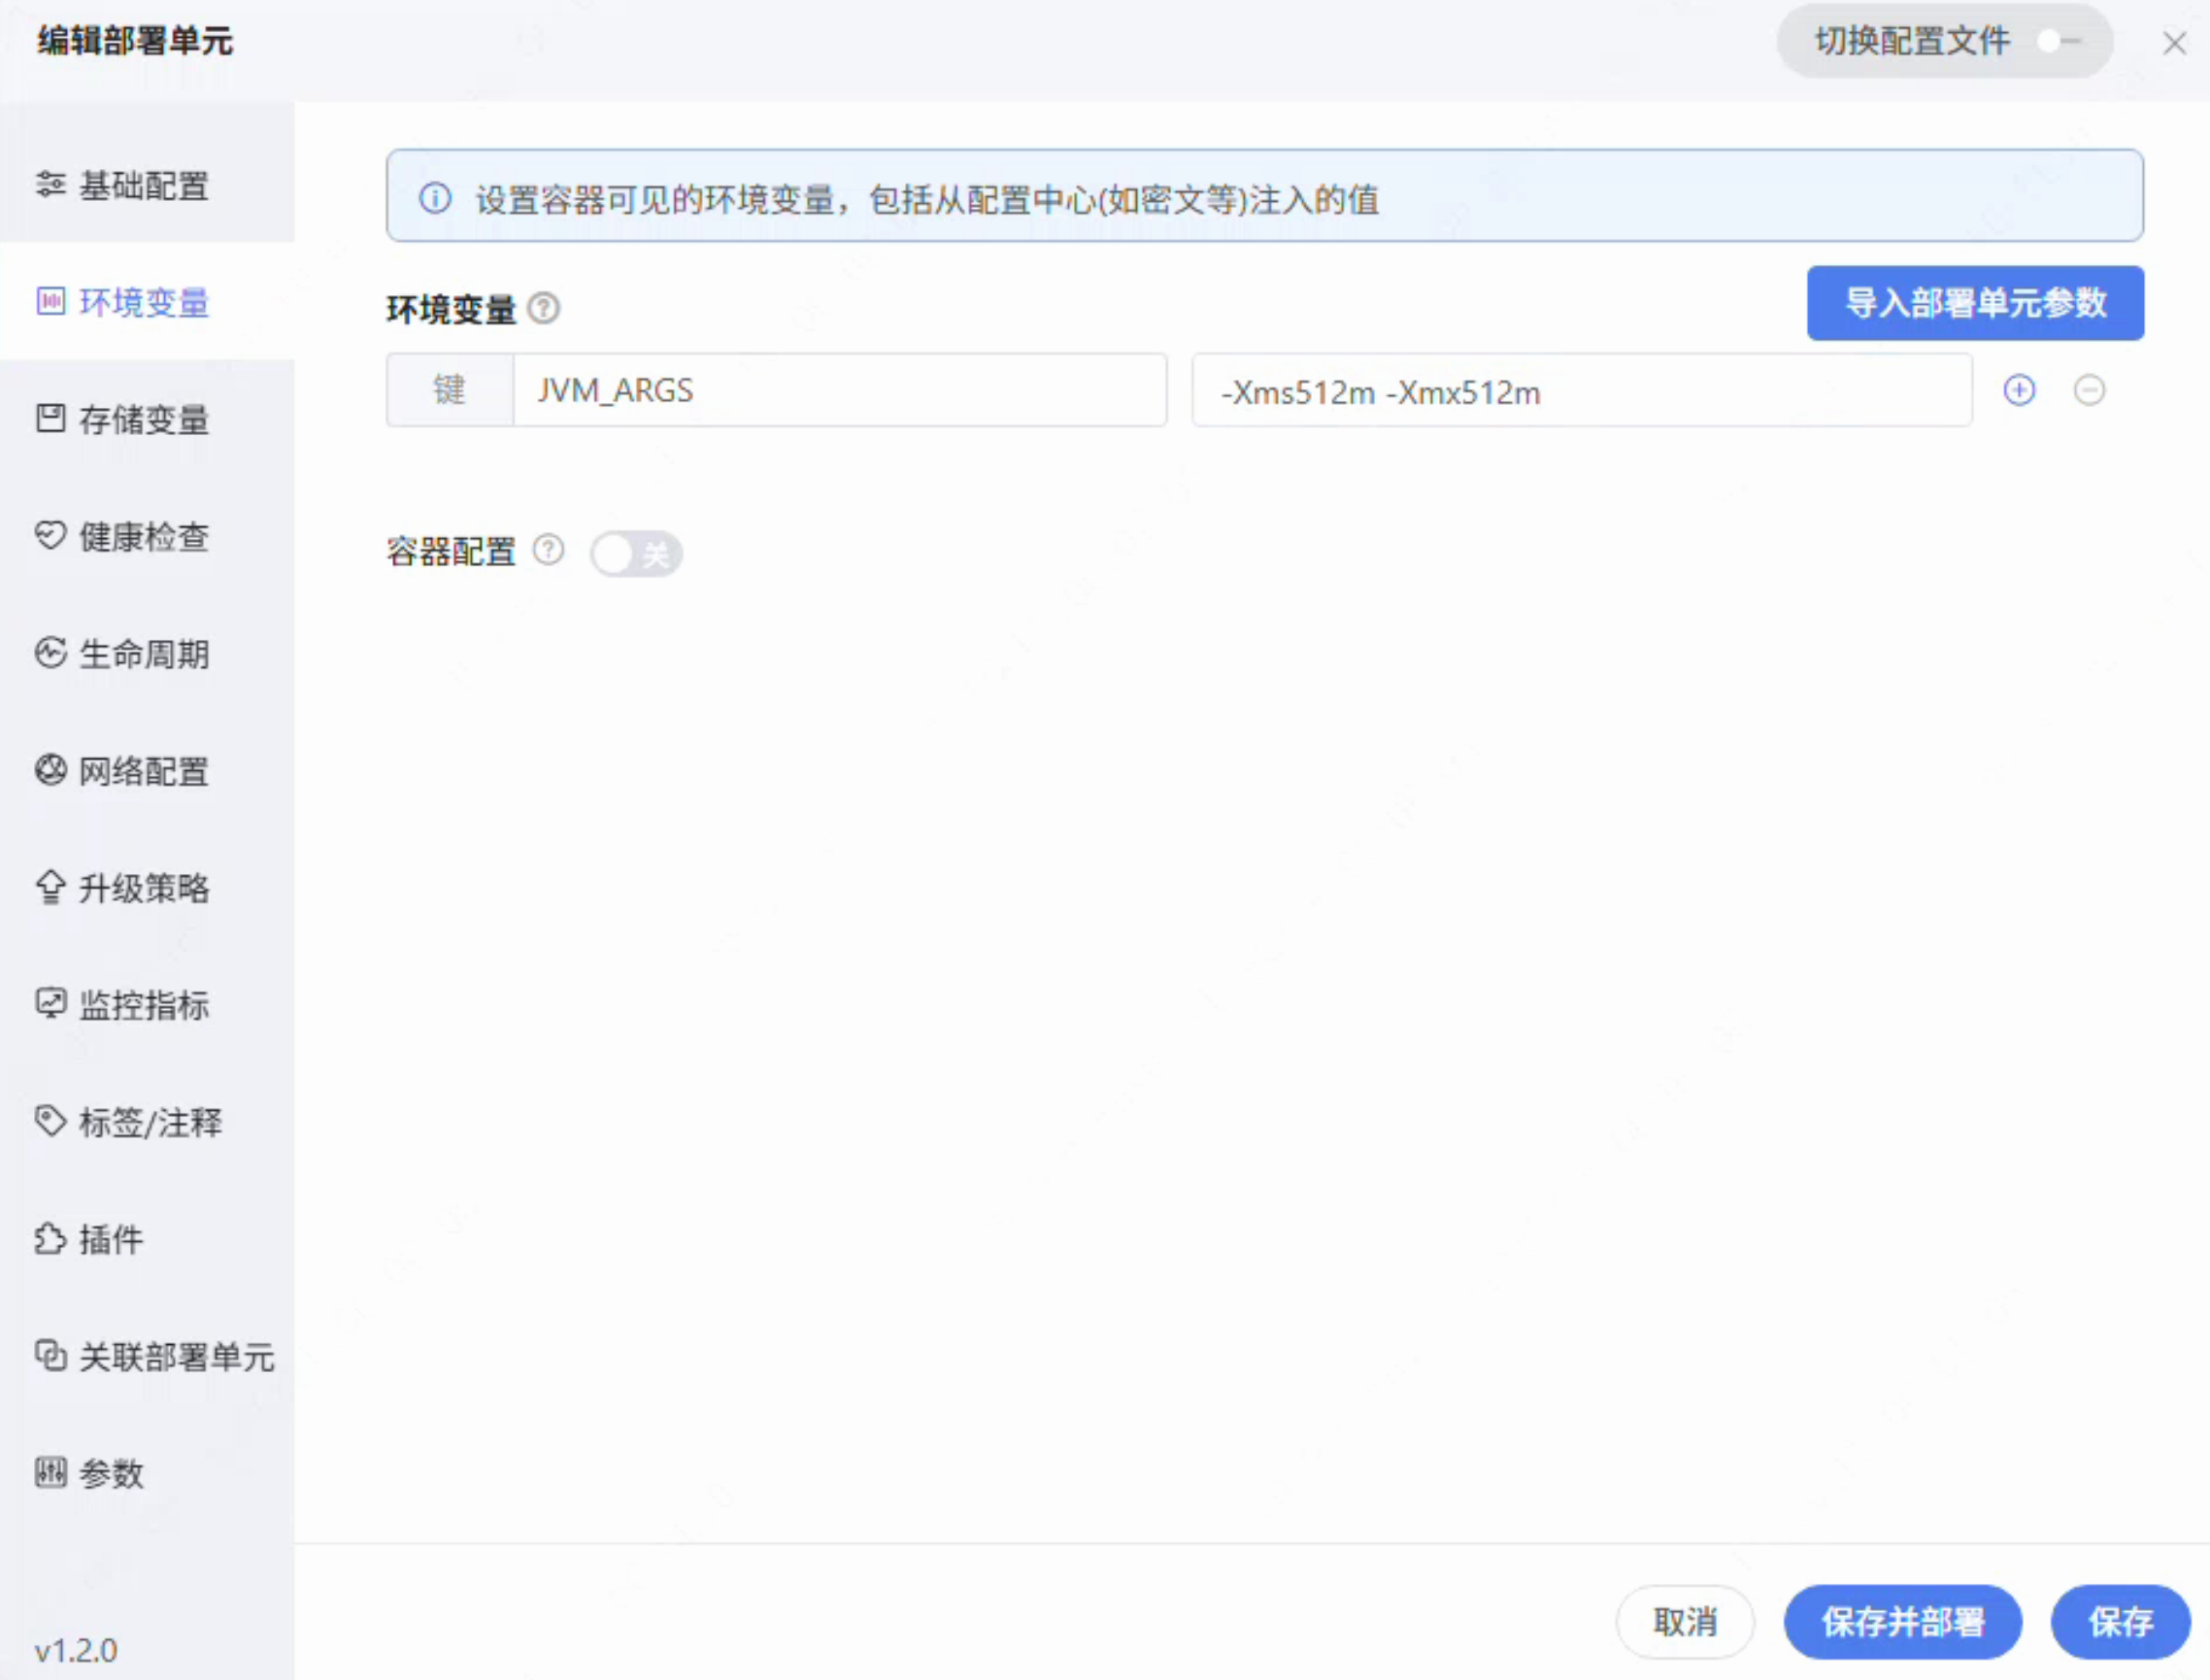 编辑部署单元
切换配置文件
基础配置
环境变量
存储变量
健康检查
生命周期
网络配置
升级策略
监控指标
标签/注释
插件
关联部署单元
参数
v1.2.0
设置容器可见的环境变量，包括从配置中心(如密文等)注入的值
环境变量
导入部署单元参数
键 JVM_ARGS -Xms512m -Xmx512m
容器配置 关
取消 保存并部署 保存